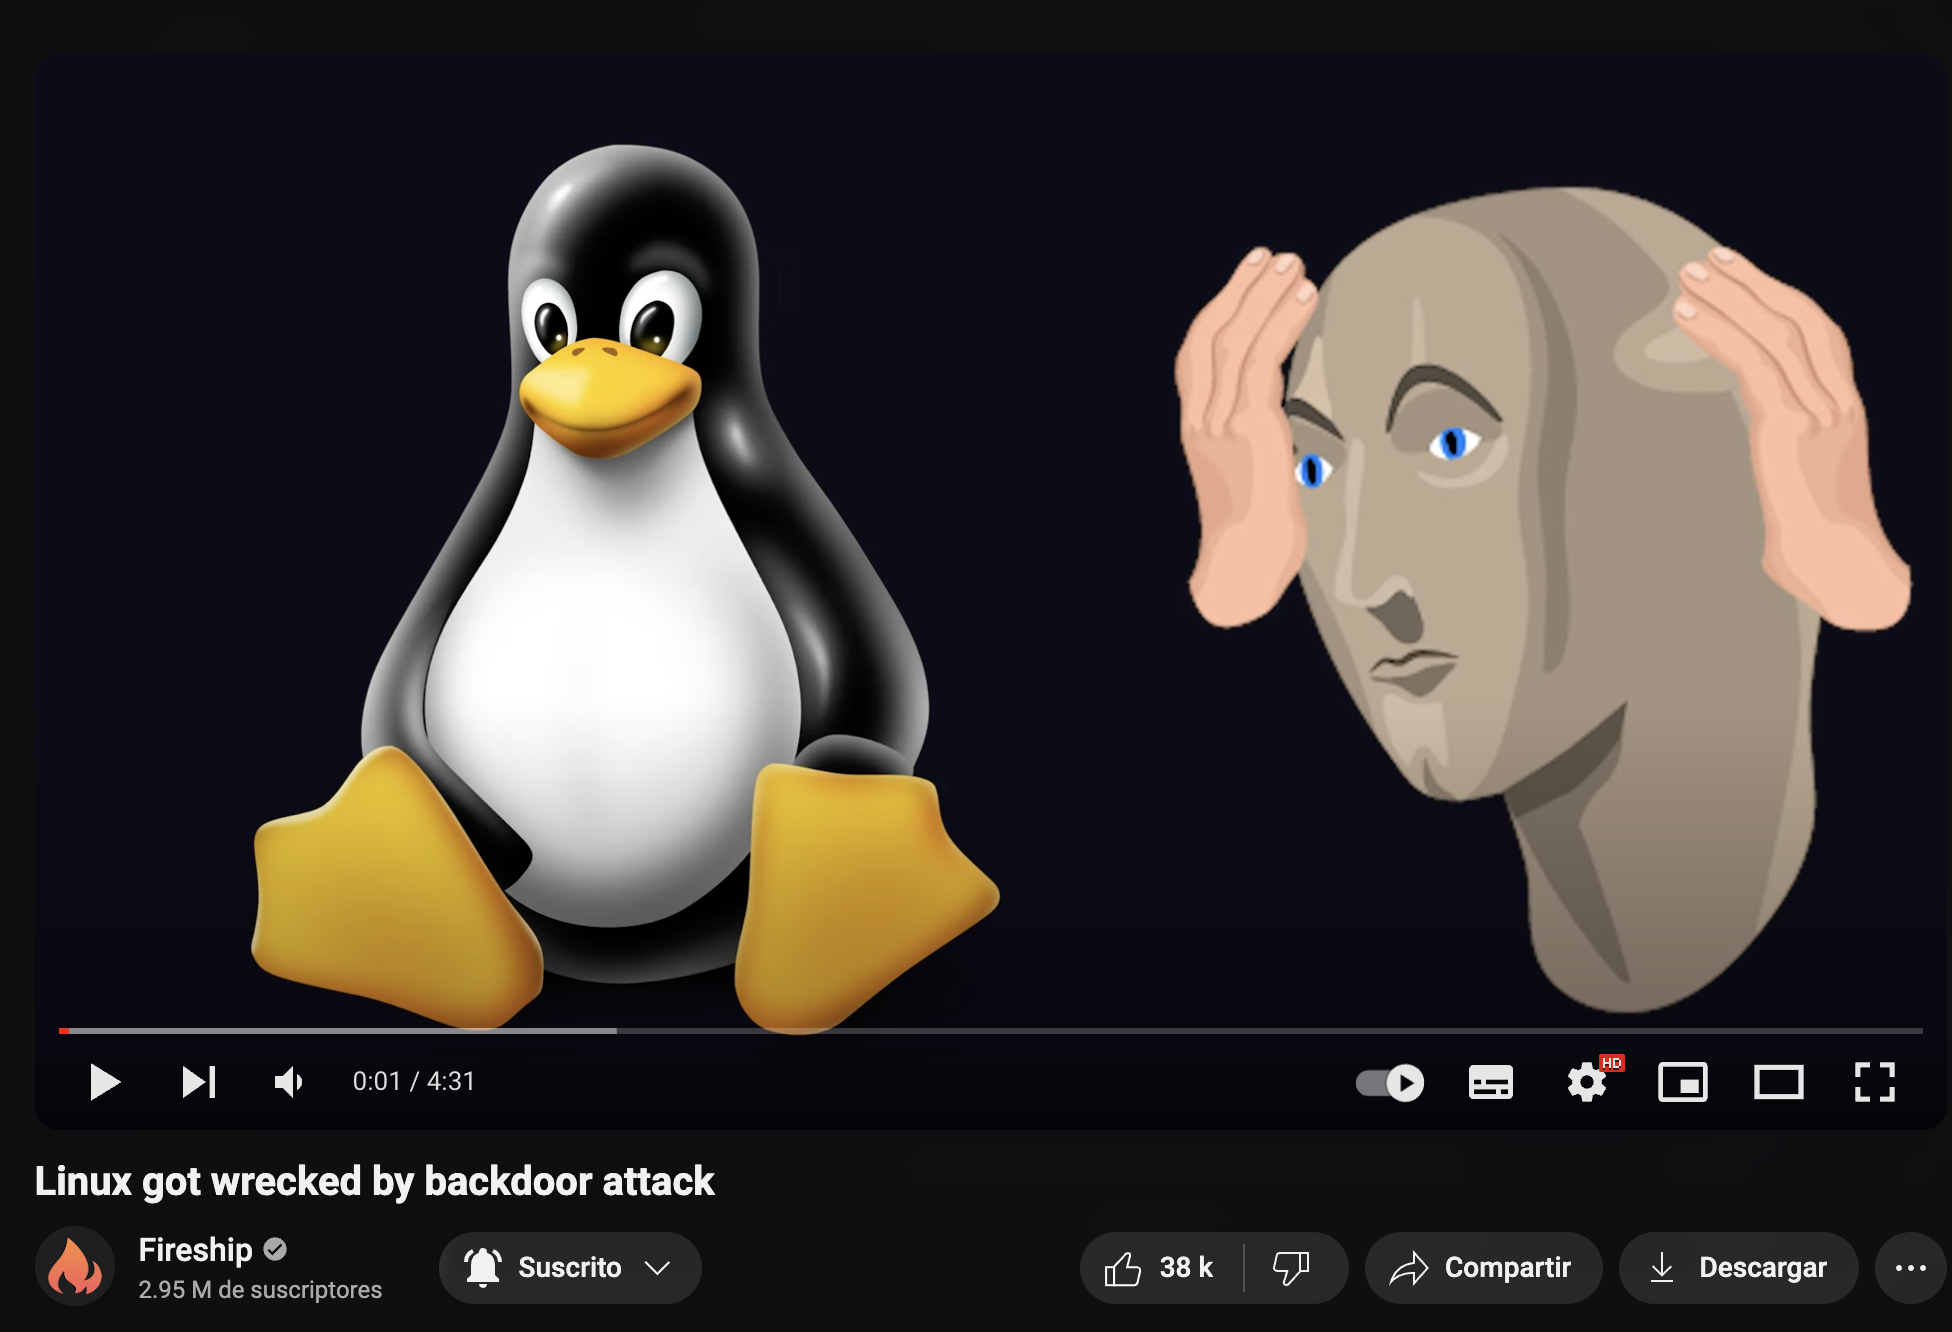 0:01 / 4:31
HD
Linux got wrecked by backdoor attack
Fireship
2.95 M de suscriptores
Suscrito
38 k
Compartir
Descargar